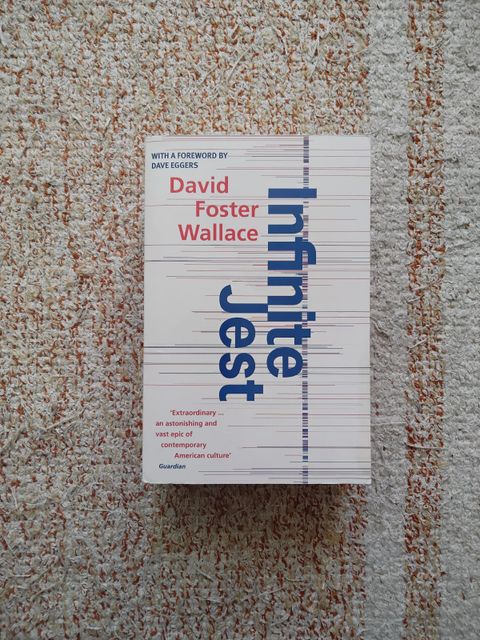 WITH A FOREWORD BY
DAVE EGGERS
David
Foster
Wallace
Infinite
Jest
'Extraordinary ...
an astonishing and
vast epic of
contemporary
American culture'
Guardian